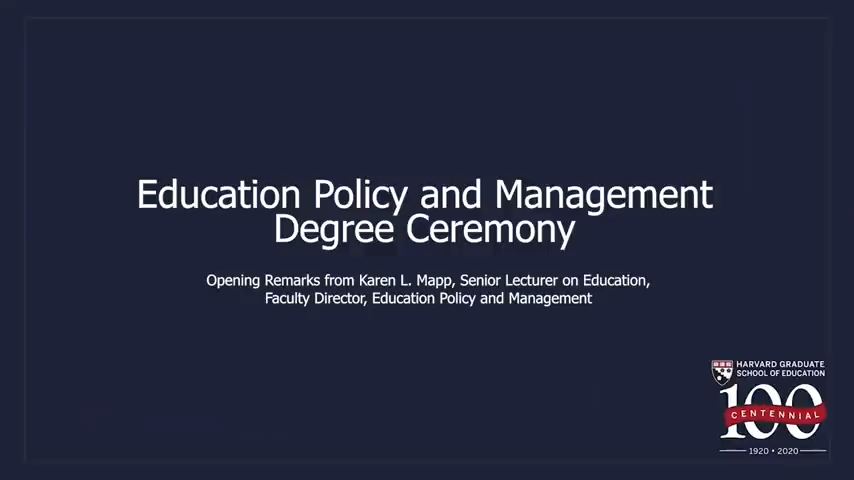 Education Policy and Management
Degree Ceremony
Opening Remarks from Karen L. Mapp, Senior Lecturer on Education,
Faculty Director, Education Policy and Management
HARVARD GRADUATE
SCHOOL OF EDUCATION
100
CENTENNIAL
1920 • 2020